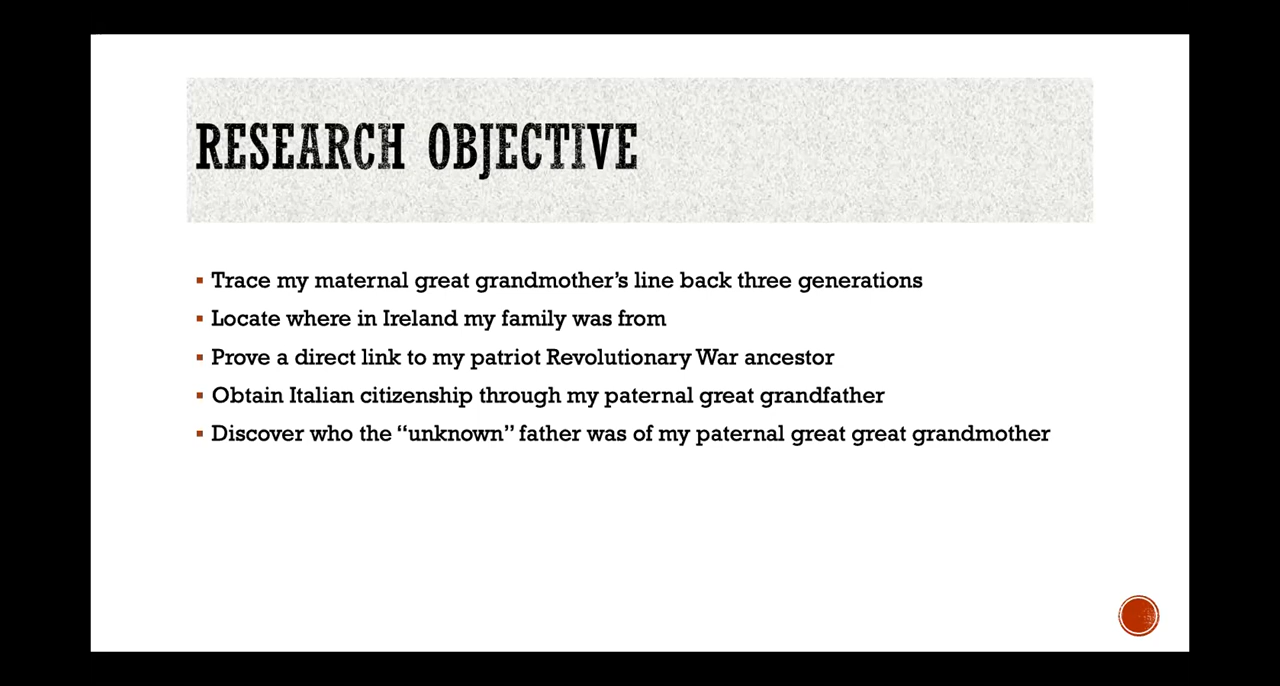 RESEARCH OBJECTIVE
Trace my maternal great grandmother’s line back three generations
Locate where in Ireland my family was from
Prove a direct link to my patriot Revolutionary War ancestor
Obtain Italian citizenship through my paternal great grandfather
Discover who the “unknown” father was of my paternal great great grandmother